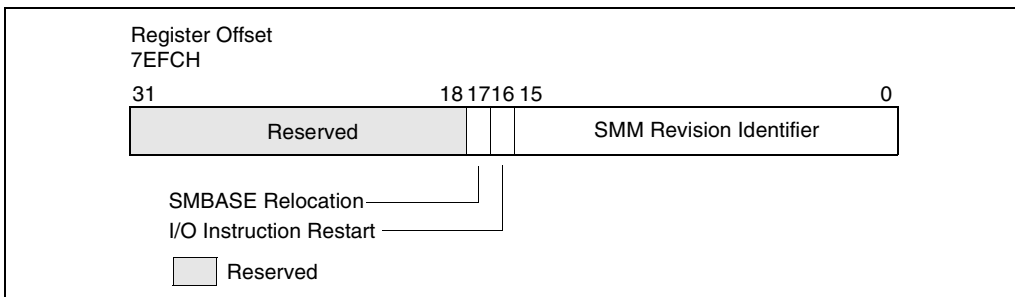 Register Offset
7EFCH
31 18 17 16 15 0
Reserved SMM Revision Identifier
SMBASE Relocation
I/O Instruction Restart
Reserved